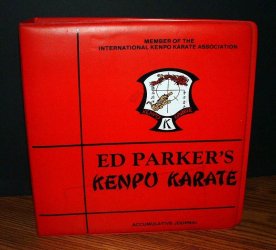 MEMBER OF THE
INTERNATIONAL KENPO KARATE ASSOCIATION
K
ED PARKER'S
KENPO KARATE
ACCUMULATIVE JOURNAL